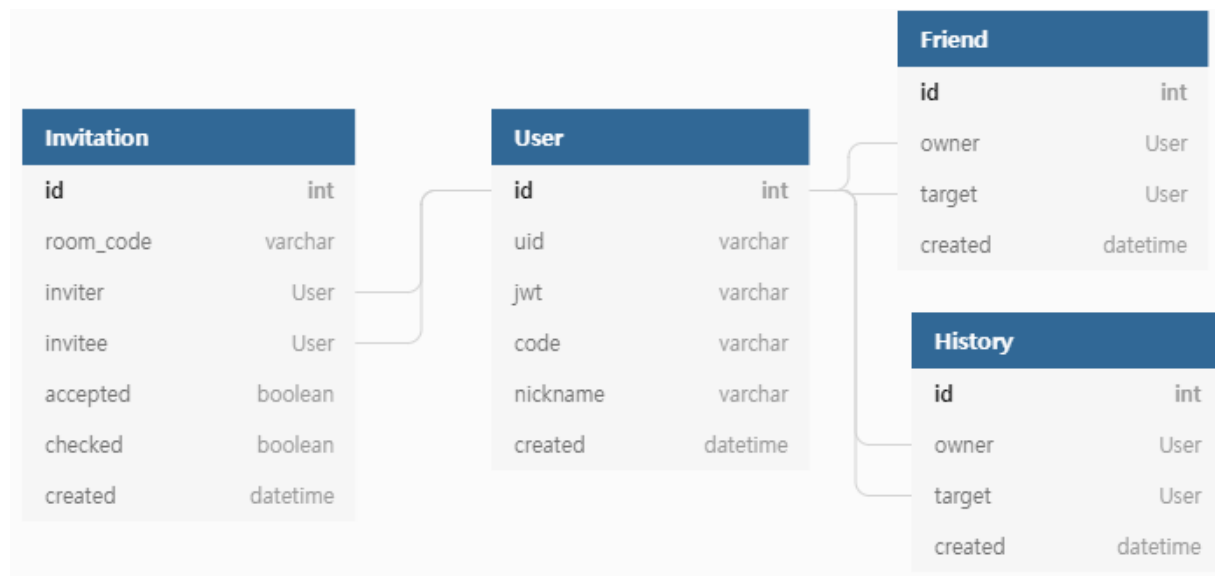 Invitation
id int
room_code varchar
inviter User
invitee User
accepted boolean
checked boolean
created datetime
User
id int
uid varchar
jwt varchar
code varchar
nickname varchar
created datetime
Friend
id int
owner User
target User
created datetime
History
id int
owner User
target User
created datetime